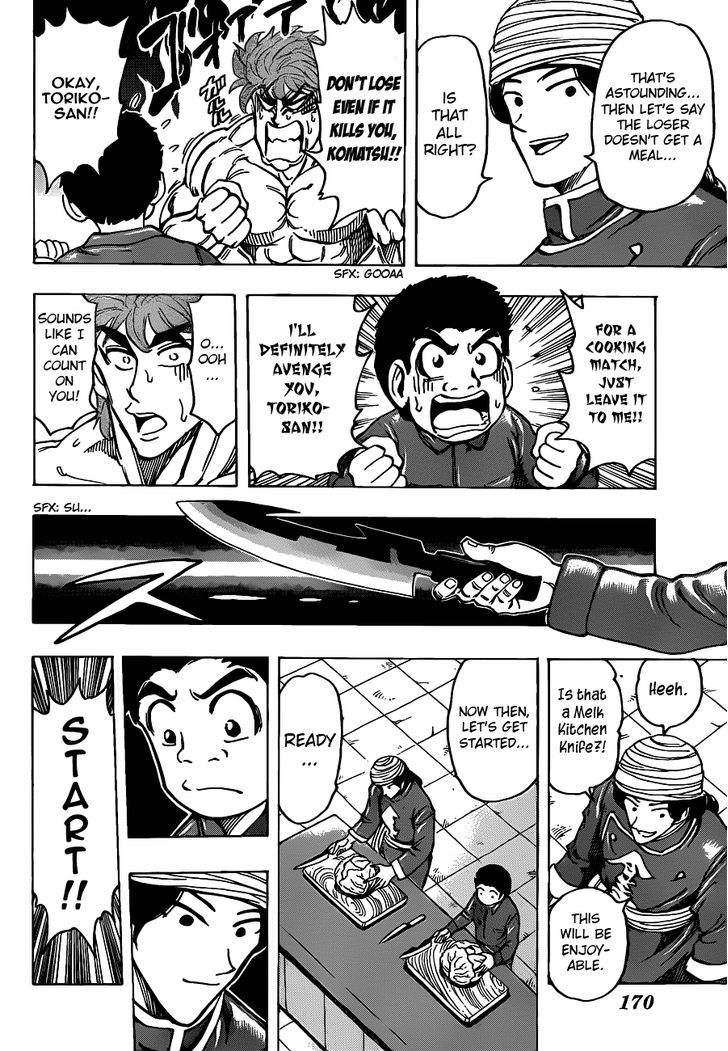 THAT'S
ASTOUNDING...
THEN LET'S SAY
THE LOSER
DOESN'T GET A
MEAL...
IS
THAT
ALL
RIGHT?
DON'T LOSE
EVEN IF IT
KILLS YOU,
KOMATSU!!
OKAY,
TORIKO-
SAN!!
SFX: GOOAA
FOR A
COOKING
MATCH,
JUST
LEAVE IT
TO ME!!
I'LL
DEFINITELY
AVENGE
YOU,
TORIKO-
SAN!!
O...
OOH
...
SOUNDS
LIKE I
CAN
COUNT
ON YOU!
SFX: SU...
Heeh.
Is that
a Melk
Kitchen
Knife?!
THIS
WILL BE
ENJOY-
ABLE.
NOW THEN,
LET'S GET
STARTED...
READY
...
START!!
170